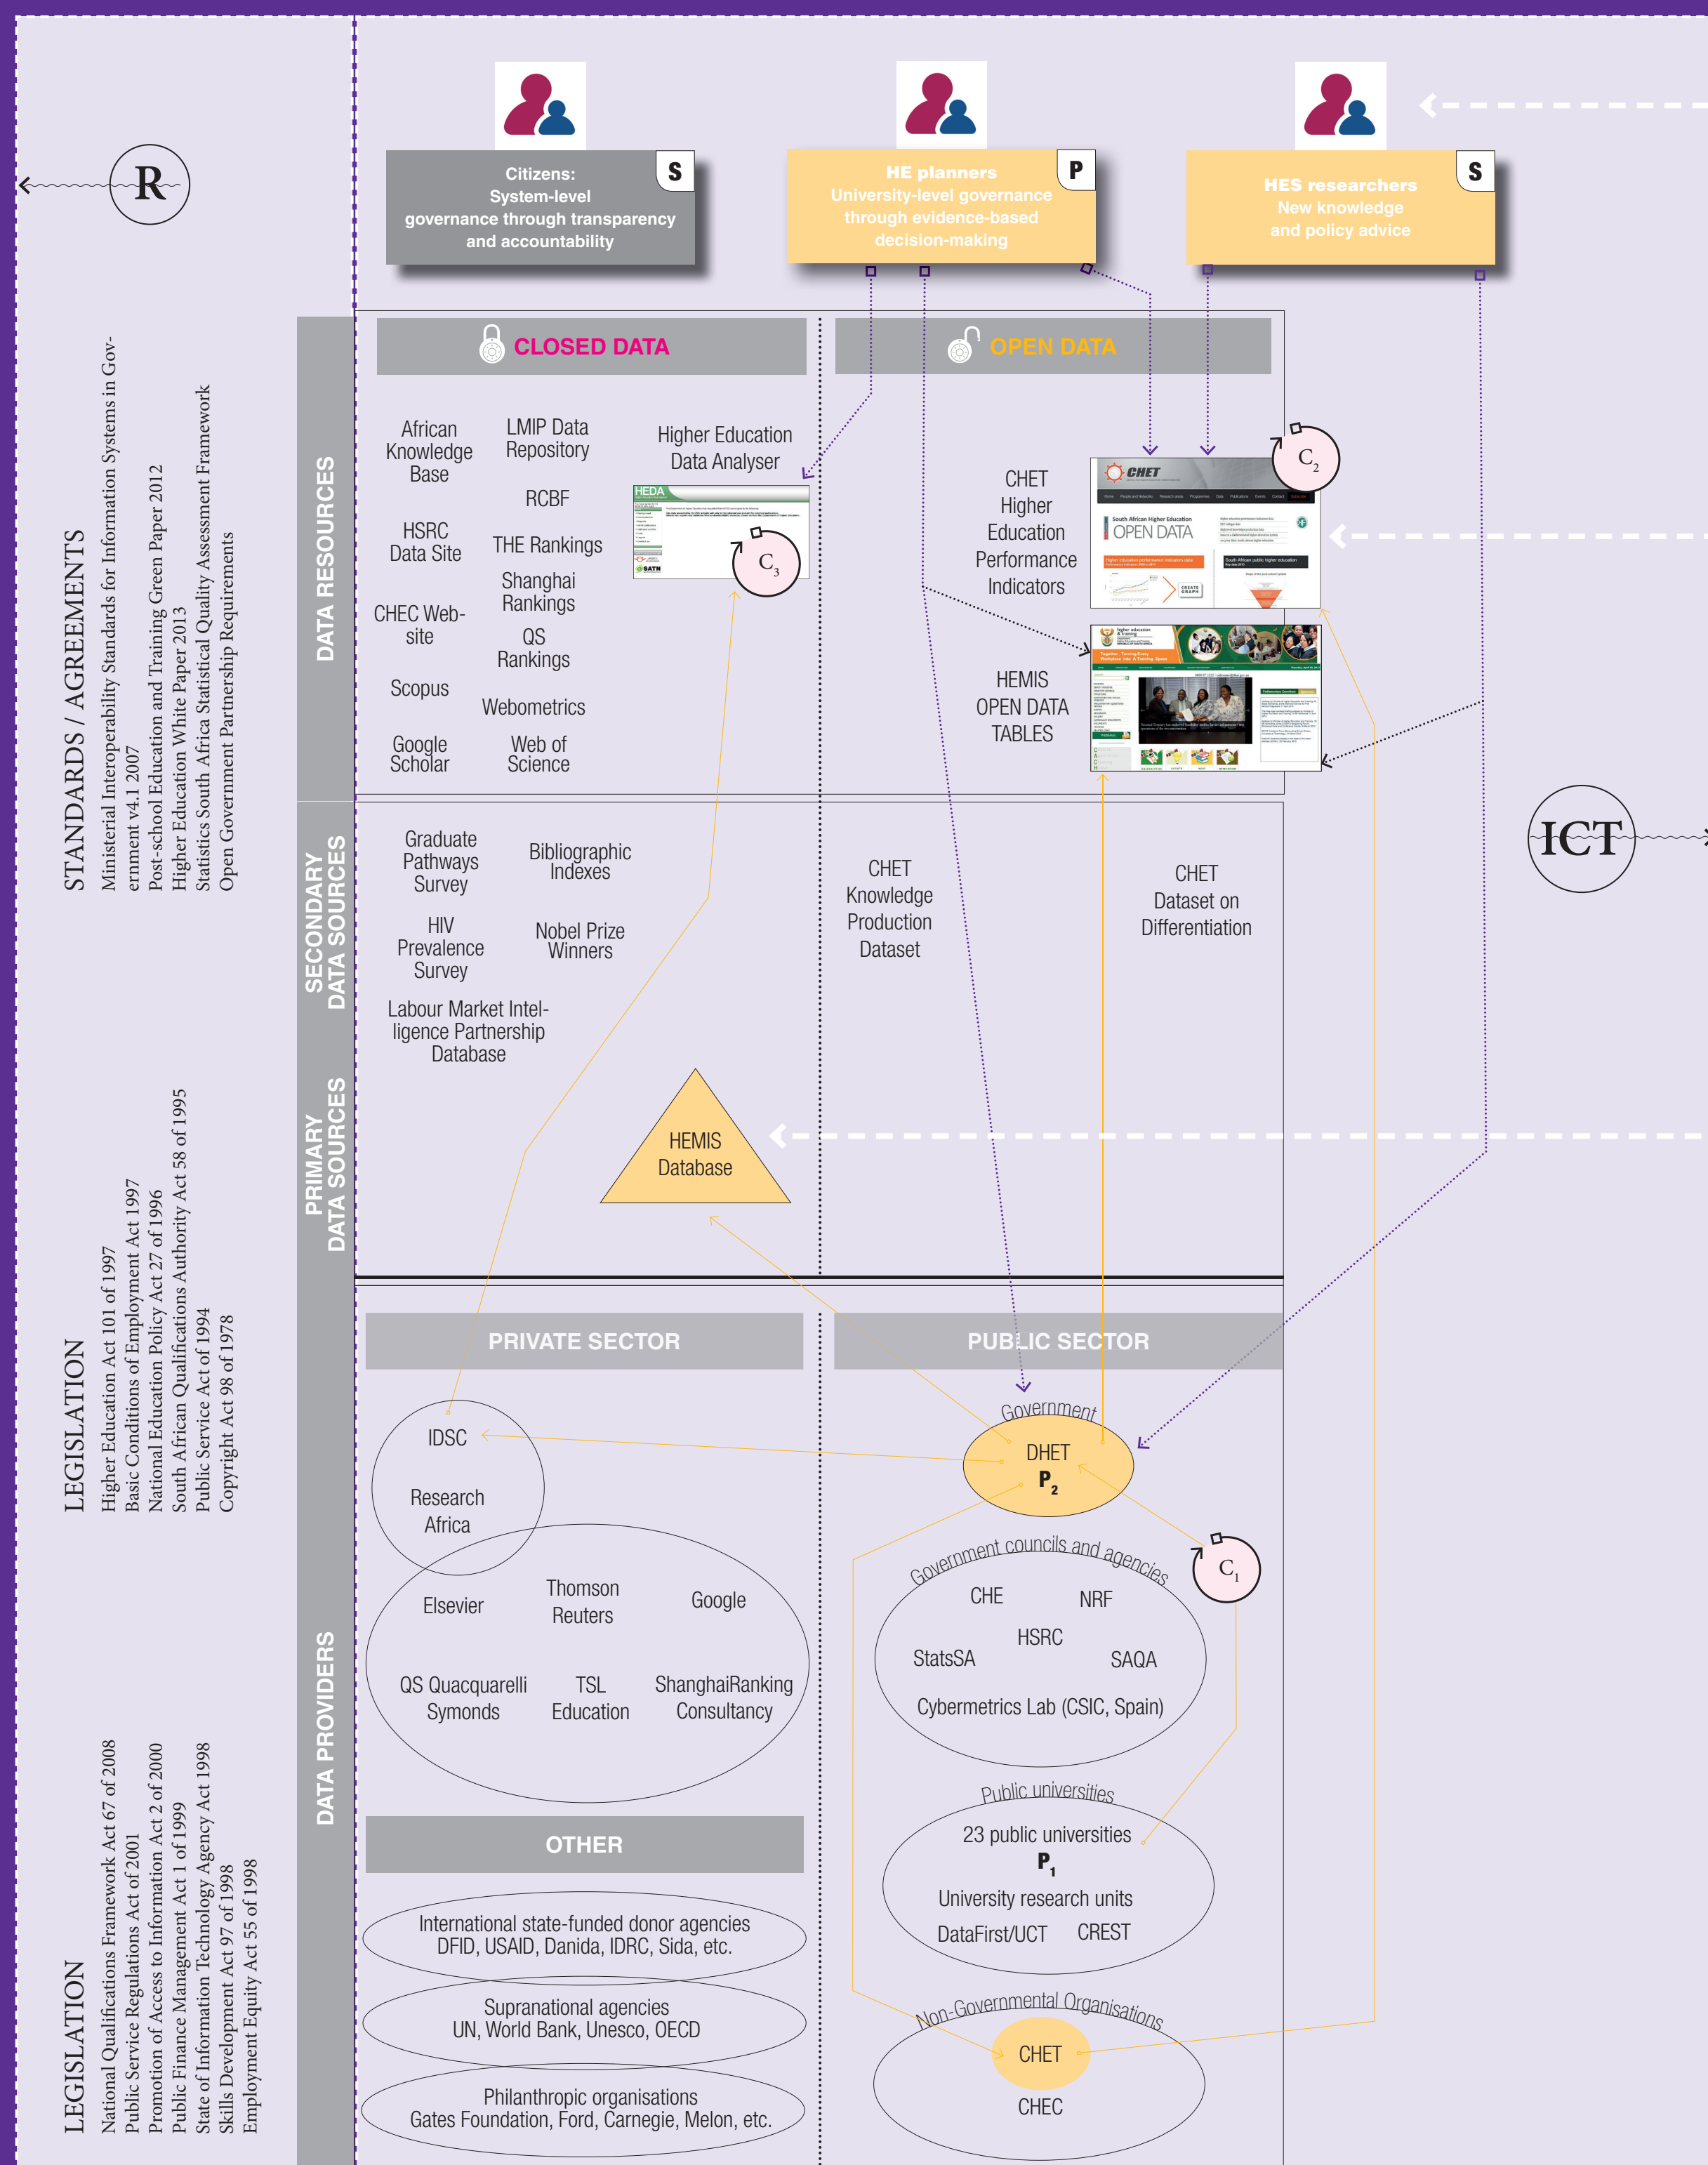 R
Citizens:
System-level
governance through transparency
and accountability
S
HE planners
University-level governance
through evidence-based
decision-making
P
HES researchers
New knowledge
and policy advice
S
STANDARDS / AGREEMENTS
Ministerial Interoperability Standards for Information Systems in Gov-
ernment v4.1 2007
Post-school Education and Training Green Paper 2012
Higher Education White Paper 2013
Statistics South Africa Statistical Quality Assessment Framework
Open Government Partnership Requirements
LEGISLATION
Higher Education Act 101 of 1997
Basic Conditions of Employment Act 1997
National Education Policy Act 27 of 1996
South African Qualifications Authority Act 58 of 1995
Public Service Act of 1994
Copyright Act 98 of 1978
LEGISLATION
National Qualifications Framework Act 67 of 2008
Public Service Regulations Act of 2001
Promotion of Access to Information Act 2 of 2000
Public Finance Management Act 1 of 1999
State of Information Technology Agency Act 1998
Skills Development Act 97 of 1998
Employment Equity Act 55 of 1998
DATA RESOURCES
CLOSED DATA
OPEN DATA
African
Knowledge
Base
HSRC
Data Site
CHEC Web-
site
Scopus
Google
Scholar
LMIP Data
Repository
RCBF
THE Rankings
Shanghai
Rankings
QS
Rankings
Webometrics
Web of
Science
Higher Education
Data Analyser
HEDA
SATN
C3
CHET
Higher
Education
Performance
Indicators
CHET
South African Higher Education
OPEN DATA
CREATE
GRAPH
C2
HEMIS
OPEN DATA
TABLES
higher education
& training
ICT
SECONDARY
DATA SOURCES
Graduate
Pathways
Survey
HIV
Prevalence
Survey
Labour Market Intel-
ligence Partnership
Database
Bibliographic
Indexes
Nobel Prize
Winners
CHET
Knowledge
Production
Dataset
CHET
Dataset on
Differentiation
PRIMARY
DATA SOURCES
HEMIS
Database
DATA PROVIDERS
PRIVATE SECTOR
IDSC
Research
Africa
Elsevier
Thomson
Reuters
Google
QS Quacquarelli
Symonds
TSL
Education
ShanghaiRanking
Consultancy
OTHER
International state-funded donor agencies
DFID, USAID, Danida, IDRC, Sida, etc.
Supranational agencies
UN, World Bank, Unesco, OECD
Philanthropic organisations
Gates Foundation, Ford, Carnegie, Melon, etc.
PUBLIC SECTOR
Government
DHET
P2
C1
Government councils and agencies
CHE
NRF
HSRC
StatsSA
SAQA
Cybermetrics Lab (CSIC, Spain)
Public universities
23 public universities
P1
University research units
DataFirst/UCT
CREST
Non-Governmental Organisations
CHET
CHEC